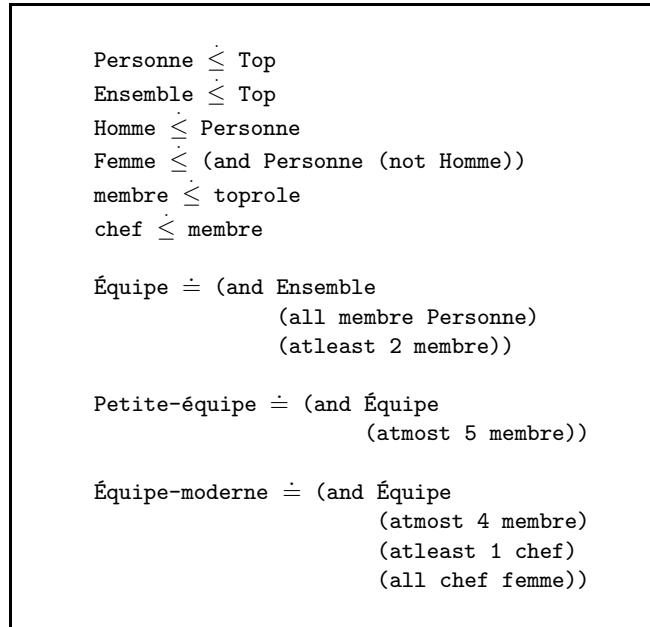 Personne ≤̇ Top
Ensemble ≤̇ Top
Homme ≤̇ Personne
Femme ≤̇ (and Personne (not Homme))
membre ≤̇ toprole
chef ≤̇ membre
Équipe ≐ (and Ensemble
(all membre Personne)
(atleast 2 membre))
Petite-équipe ≐ (and Équipe
(atmost 5 membre))
Équipe-moderne ≐ (and Équipe
(atmost 4 membre)
(atleast 1 chef)
(all chef femme))